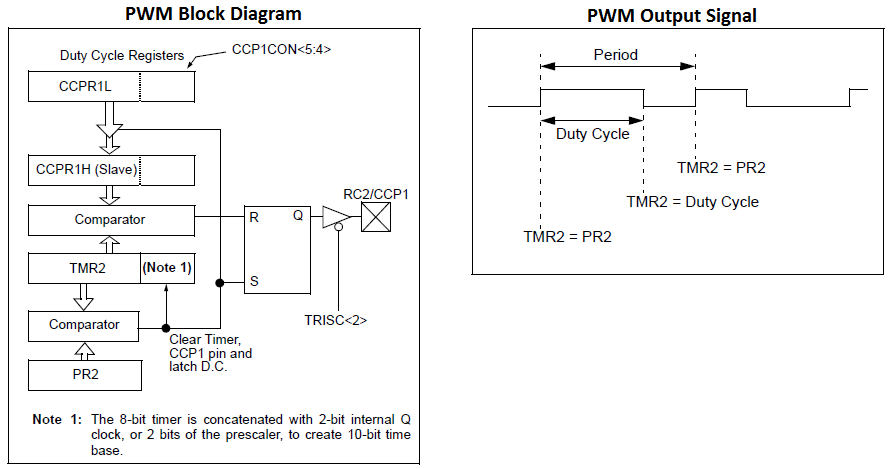 PWM Block Diagram
Duty Cycle Registers
CCP1CON<5:4>
CCPR1L
CCPR1H (Slave)
Comparator
TMR2
(Note 1)
Comparator
PR2
R
Q
S
RC2/CCP1
TRISC<2>
Clear Timer,
CCP1 pin and
latch D.C.
Note 1: The 8-bit timer is concatenated with 2-bit internal Q
clock, or 2 bits of the prescaler, to create 10-bit time
base.
PWM Output Signal
Period
Duty Cycle
TMR2 = PR2
TMR2 = Duty Cycle
TMR2 = PR2